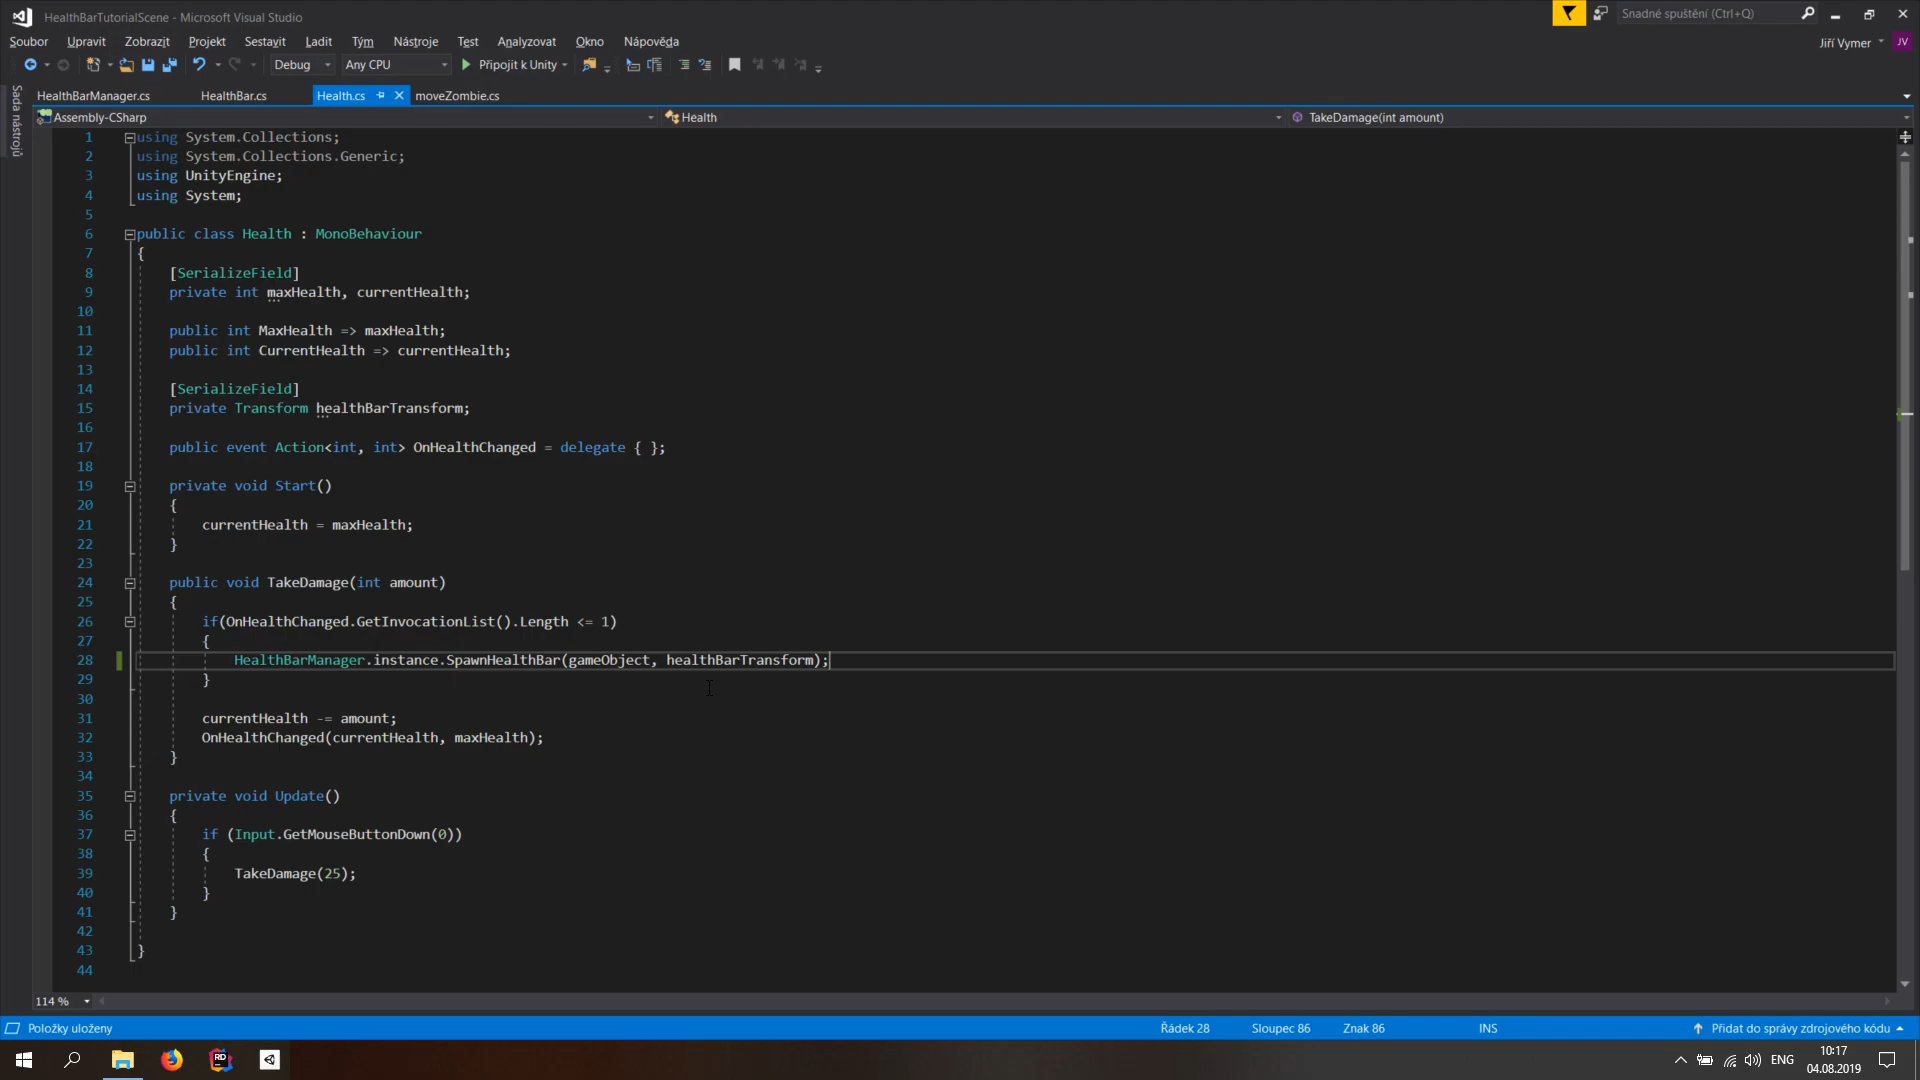 HealthBarTutorialScene - Microsoft Visual Studio
Snadné spuštění (Ctrl+Q)
Soubor Upravit Zobrazit Projekt Sestavit Ladit Tým Nástroje Test Analyzovat Okno Nápověda
Jiří Vymer JV
Debug Any CPU Připojit k Unity
Sada nástrojů
HealthBarManager.cs HealthBar.cs Health.cs moveZombie.cs
Assembly-CSharp Health TakeDamage(int amount)
1 using System.Collections;
2 using System.Collections.Generic;
3 using UnityEngine;
4 using System;
5
6 public class Health : MonoBehaviour
7 {
8 [SerializeField]
9 private int maxHealth, currentHealth;
10
11 public int MaxHealth => maxHealth;
12 public int CurrentHealth => currentHealth;
13
14 [SerializeField]
15 private Transform healthBarTransform;
16
17 public event Action<int, int> OnHealthChanged = delegate { };
18
19 private void Start()
20 {
21 currentHealth = maxHealth;
22 }
23
24 public void TakeDamage(int amount)
25 {
26 if(OnHealthChanged.GetInvocationList().Length <= 1)
27 {
28 HealthBarManager.instance.SpawnHealthBar(gameObject, healthBarTransform);
29 }
30
31 currentHealth -= amount;
32 OnHealthChanged(currentHealth, maxHealth);
33 }
34
35 private void Update()
36 {
37 if (Input.GetMouseButtonDown(0))
38 {
39 TakeDamage(25);
40 }
41 }
42
43 }
44
114 %
Položky uloženy Řádek 28 Sloupec 86 Znak 86 INS Přidat do správy zdrojového kódu
RD
ENG
10:17
04.08.2019